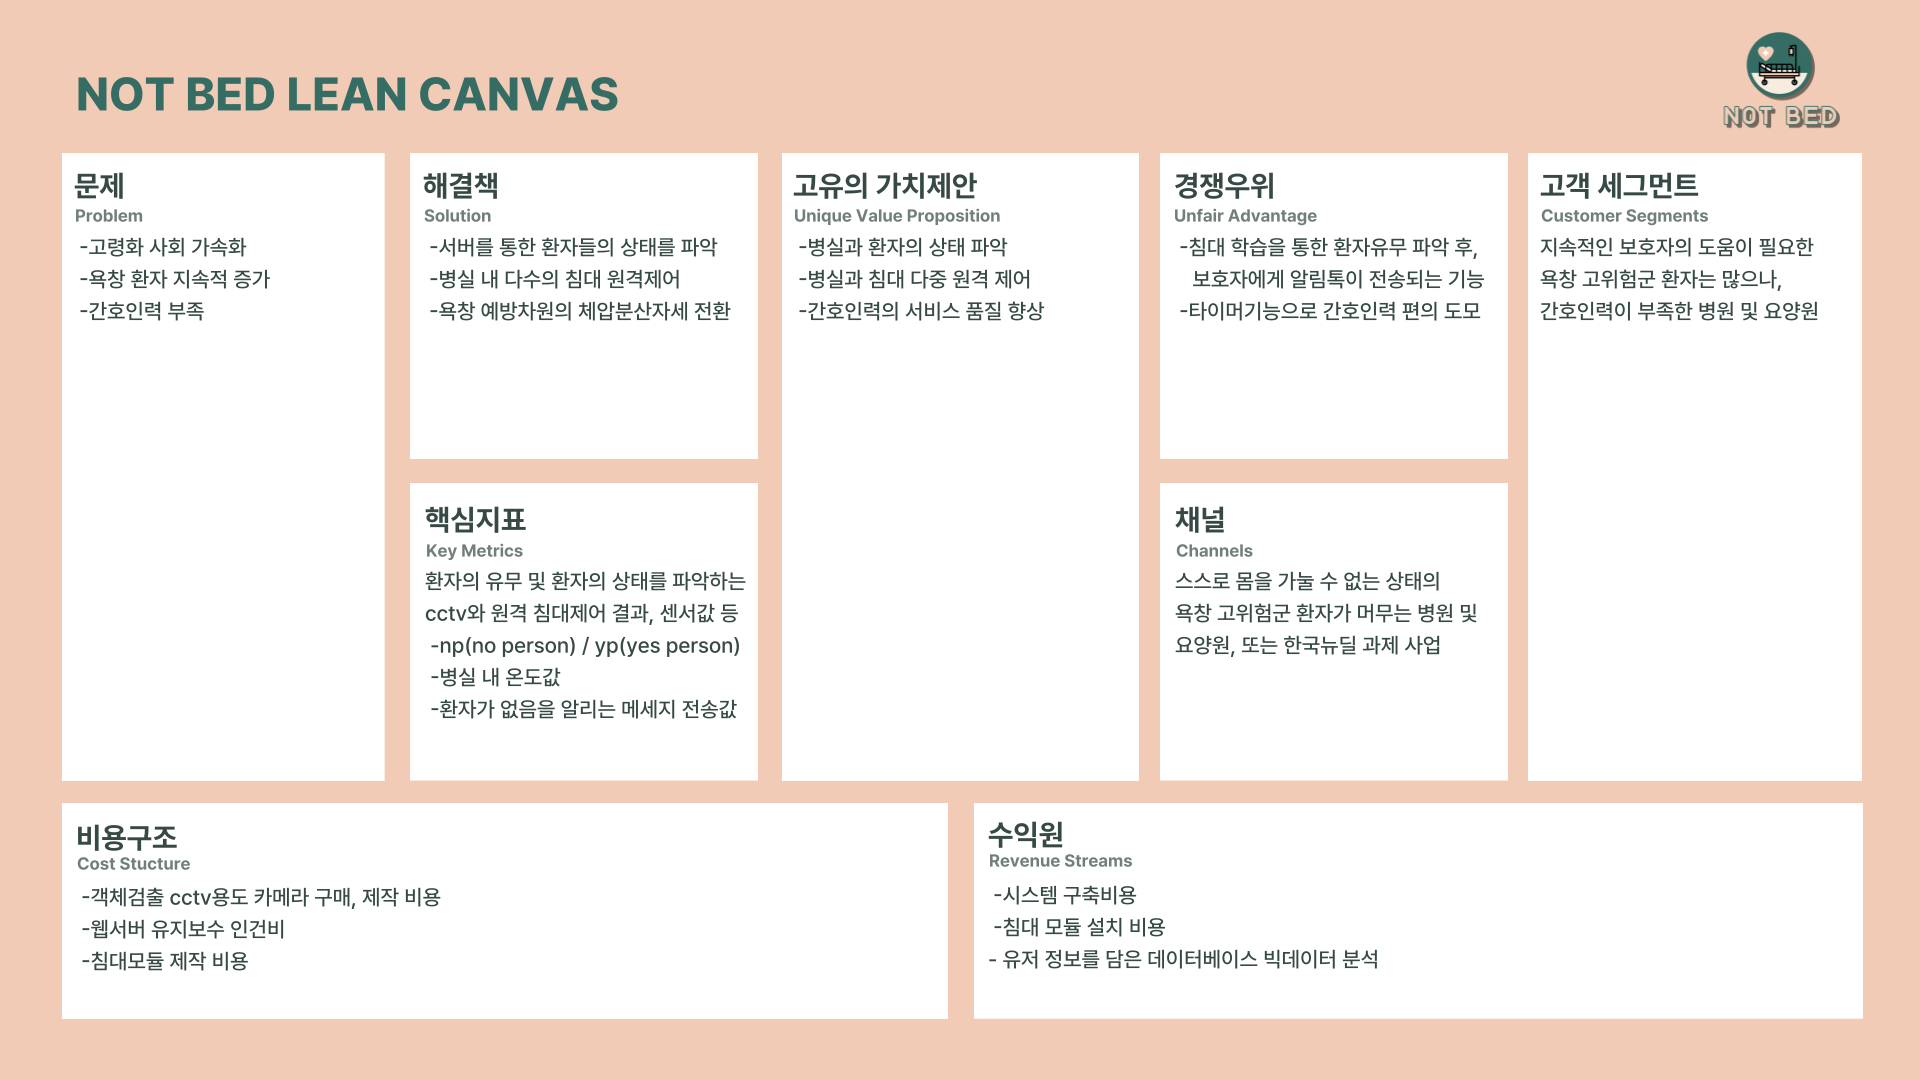 NOT BED LEAN CANVAS
NOT BED
문제
Problem
-고령화 사회 가속화
-욕창 환자 지속적 증가
-간호인력 부족
해결책
Solution
-서버를 통한 환자들의 상태를 파악
-병실 내 다수의 침대 원격제어
-욕창 예방차원의 체압분산자세 전환
핵심지표
Key Metrics
환자의 유무 및 환자의 상태를 파악하는
cctv와 원격 침대제어 결과, 센서값 등
-np(no person) / yp(yes person)
-병실 내 온도값
-환자가 없음을 알리는 메세지 전송값
고유의 가치제안
Unique Value Proposition
-병실과 환자의 상태 파악
-병실과 침대 다중 원격 제어
-간호인력의 서비스 품질 향상
경쟁우위
Unfair Advantage
-침대 학습을 통한 환자유무 파악 후,
보호자에게 알림톡이 전송되는 기능
-타이머기능으로 간호인력 편의 도모
채널
Channels
스스로 몸을 가눌 수 없는 상태의
욕창 고위험군 환자가 머무는 병원 및
요양원, 또는 한국뉴딜 과제 사업
고객 세그먼트
Customer Segments
지속적인 보호자의 도움이 필요한
욕창 고위험군 환자는 많으나,
간호인력이 부족한 병원 및 요양원
비용구조
Cost Stucture
-객체검출 cctv용도 카메라 구매, 제작 비용
-웹서버 유지보수 인건비
-침대모듈 제작 비용
수익원
Revenue Streams
-시스템 구축비용
-침대 모듈 설치 비용
- 유저 정보를 담은 데이터베이스 빅데이터 분석